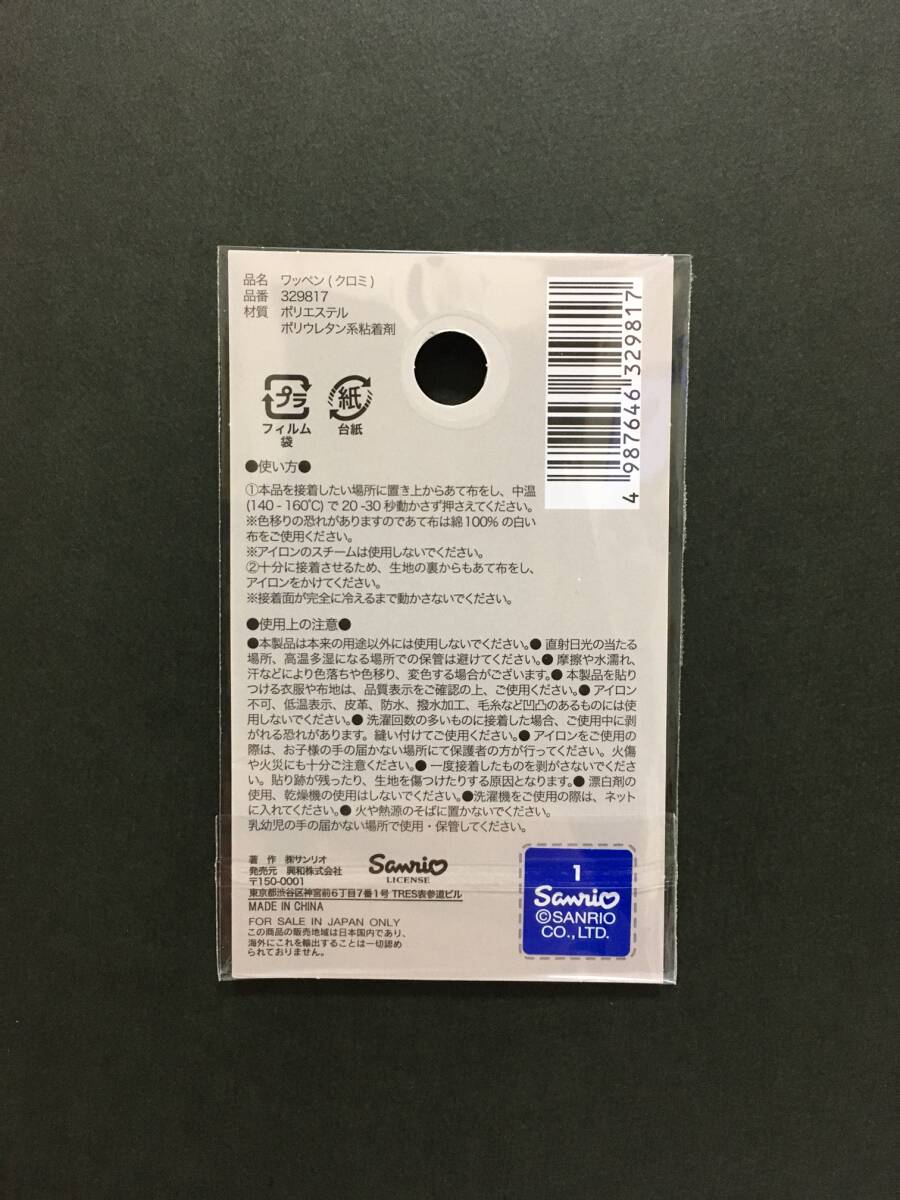 品名 ワッペン ( クロミ )
品番 329817
材質 ポリエステル
ポリウレタン系粘着剤
4 987646 329817
プラ
フィルム
袋
紙
台紙
●使い方●
①本品を接着したい場所に置き上からあて布をし、中温
(140 - 160℃) で 20 -30 秒動かさず押さえてください。
※色移りの恐れがありますのであて布は綿100% の白い
布をご使用ください。
※アイロンのスチームは使用しないでください。
②十分に接着させるため、生地の裏からもあて布をし、
アイロンをかけてください。
※接着面が完全に冷えるまで動かさないでください。
●使用上の注意●
●本製品は本来の用途以外には使用しないでください。● 直射日光の当たる
場所、高温多湿になる場所での保管は避けてください。● 摩擦や水濡れ、
汗などにより色落ちや色移り、変色する場合がございます。● 本製品を貼り
つける衣服や布地は、品質表示をご確認の上、ご使用ください。● アイロン
不可、低温表示、皮革、防水、撥水加工、毛糸など凹凸のあるものには使
用しないでください。● 洗濯回数の多いものに接着した場合、ご使用中に剥
がれる恐れがあります。縫い付けてご使用ください。● アイロンをご使用の
際は、お子様の手の届かない場所にて保護者の方が行ってください。火傷
や火災にも十分ご注意ください。● 一度接着したものを剥がさないでくださ
い。貼り跡が残ったり、生地を傷つけたりする原因となります。● 漂白剤の
使用、乾燥機の使用はしないでください。●洗濯機をご使用の際は、ネット
に入れてください。● 火や熱源のそばに置かないでください。
乳幼児の手の届かない場所で使用・保管してください。
著 作 ㈱サンリオ
発売元 興和株式会社
〒150-0001
東京都渋谷区神宮前6丁目7番1号 TRES表参道ビル
MADE IN CHINA
Sanrio
LICENSE
FOR SALE IN JAPAN ONLY
この商品の販売地域は日本国内であり、
海外にこれを輸出することは一切認め
られておりません。
1
Sanrio
©SANRIO
CO., LTD.